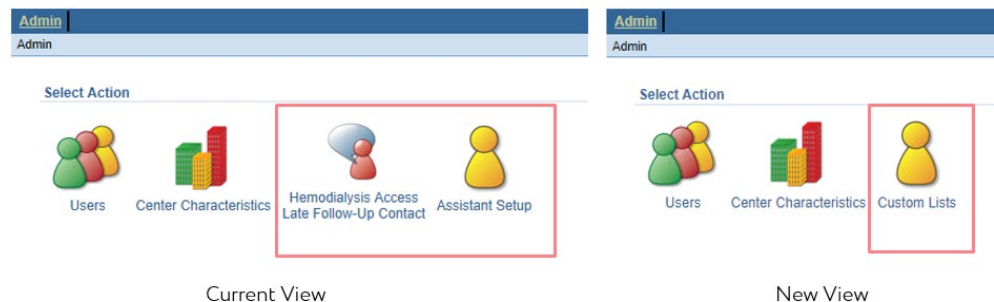 Admin
Admin
Select Action
Users
Center Characteristics
Hemodialysis Access
Late Follow-Up Contact
Assistant Setup
Current View
Admin
Admin
Select Action
Users
Center Characteristics
Custom Lists
New View